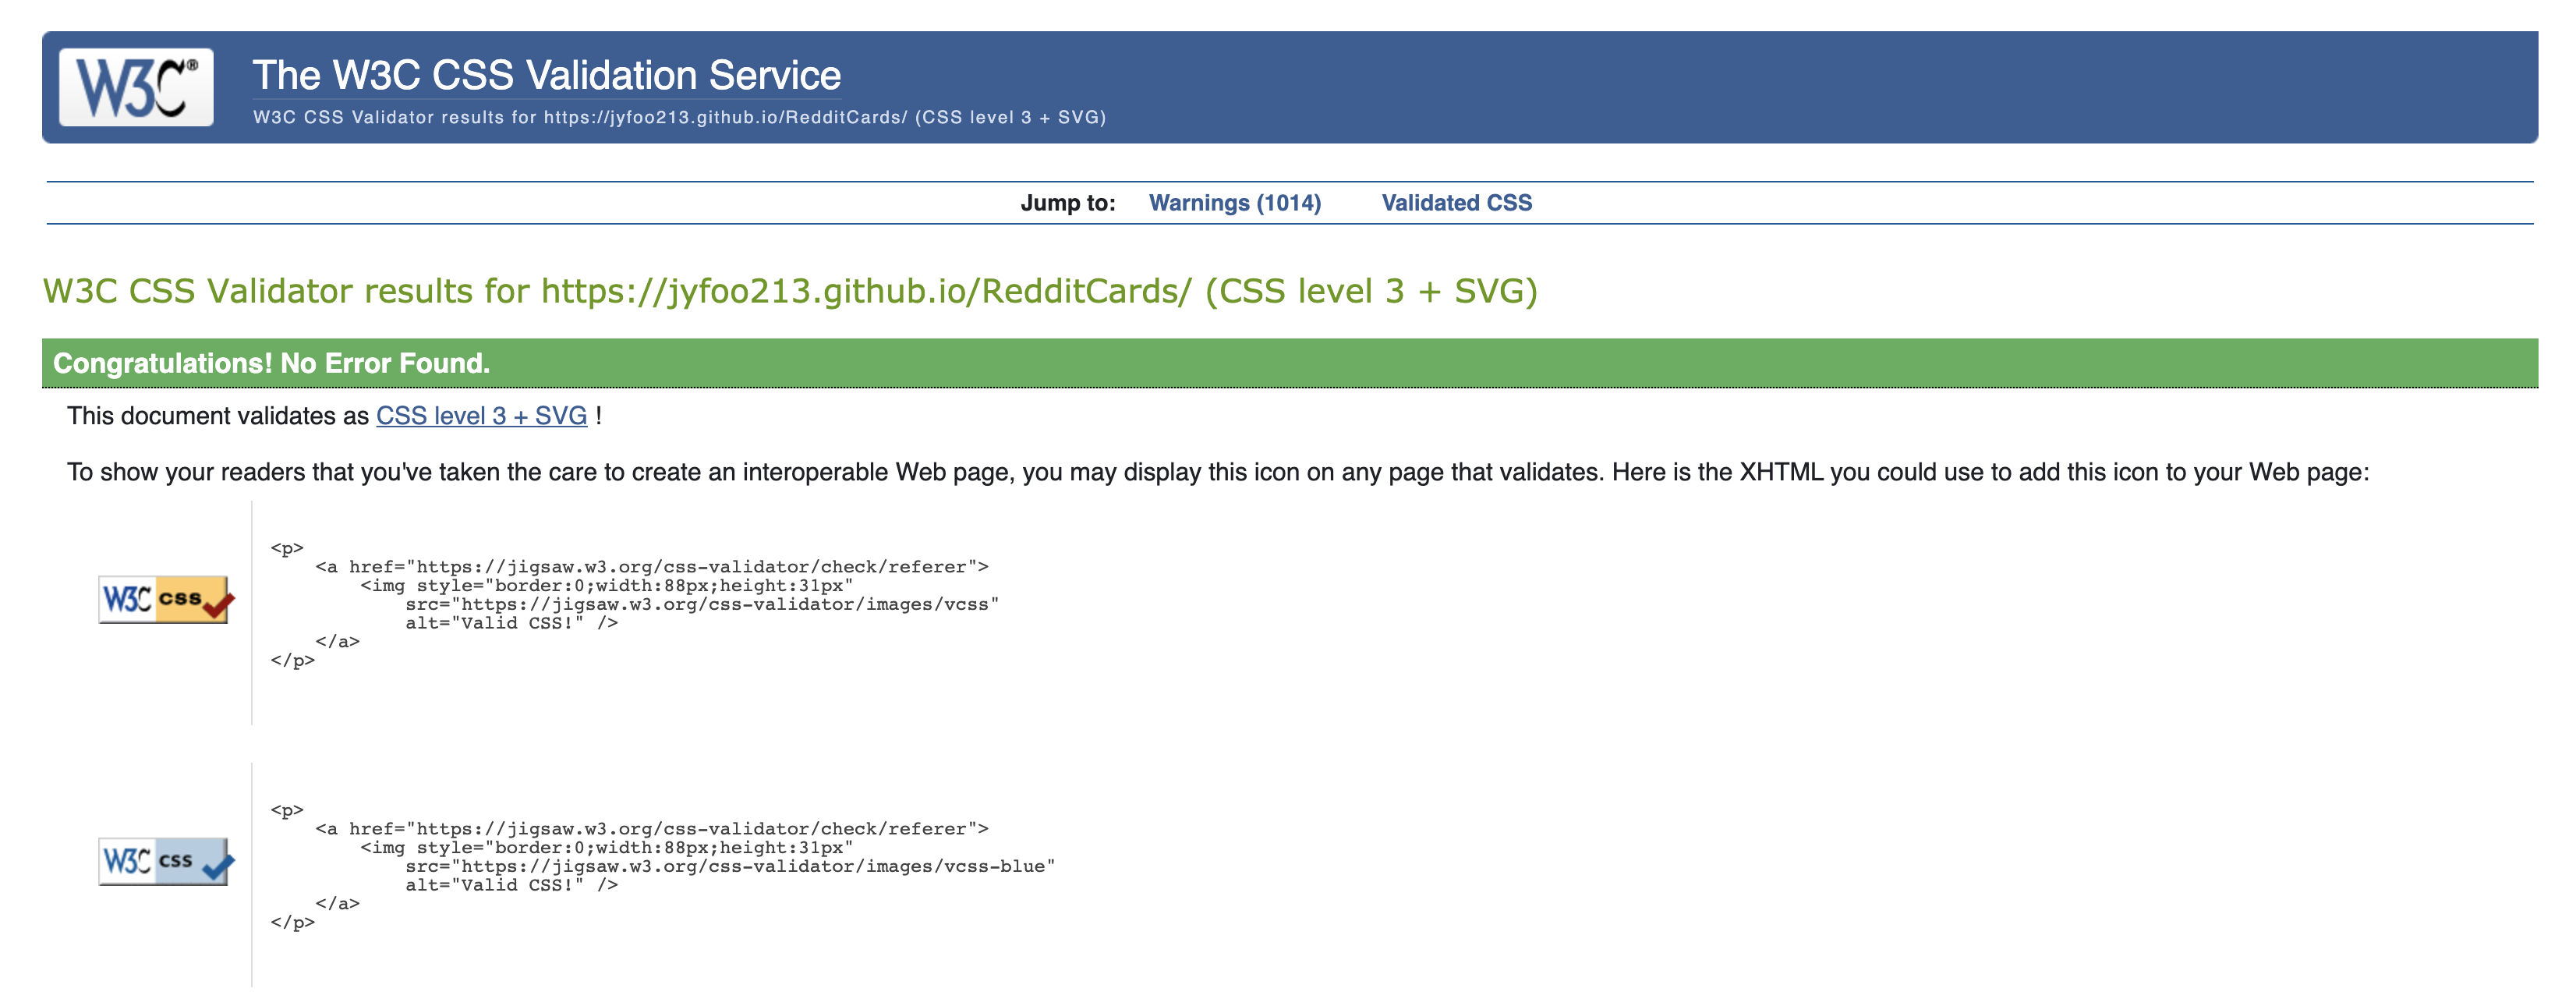 W3C®
The W3C CSS Validation Service
W3C CSS Validator results for https://jyfoo213.github.io/RedditCards/ (CSS level 3 + SVG)
Jump to: Warnings (1014) Validated CSS
W3C CSS Validator results for https://jyfoo213.github.io/RedditCards/ (CSS level 3 + SVG)
Congratulations! No Error Found.
This document validates as CSS level 3 + SVG !
To show your readers that you've taken the care to create an interoperable Web page, you may display this icon on any page that validates. Here is the XHTML you could use to add this icon to your Web page:
W3C css
<p>
    <a href="https://jigsaw.w3.org/css-validator/check/referer">
        <img style="border:0;width:88px;height:31px"
            src="https://jigsaw.w3.org/css-validator/images/vcss"
            alt="Valid CSS!" />
    </a>
</p>
W3C css
<p>
    <a href="https://jigsaw.w3.org/css-validator/check/referer">
        <img style="border:0;width:88px;height:31px"
            src="https://jigsaw.w3.org/css-validator/images/vcss-blue"
            alt="Valid CSS!" />
    </a>
</p>